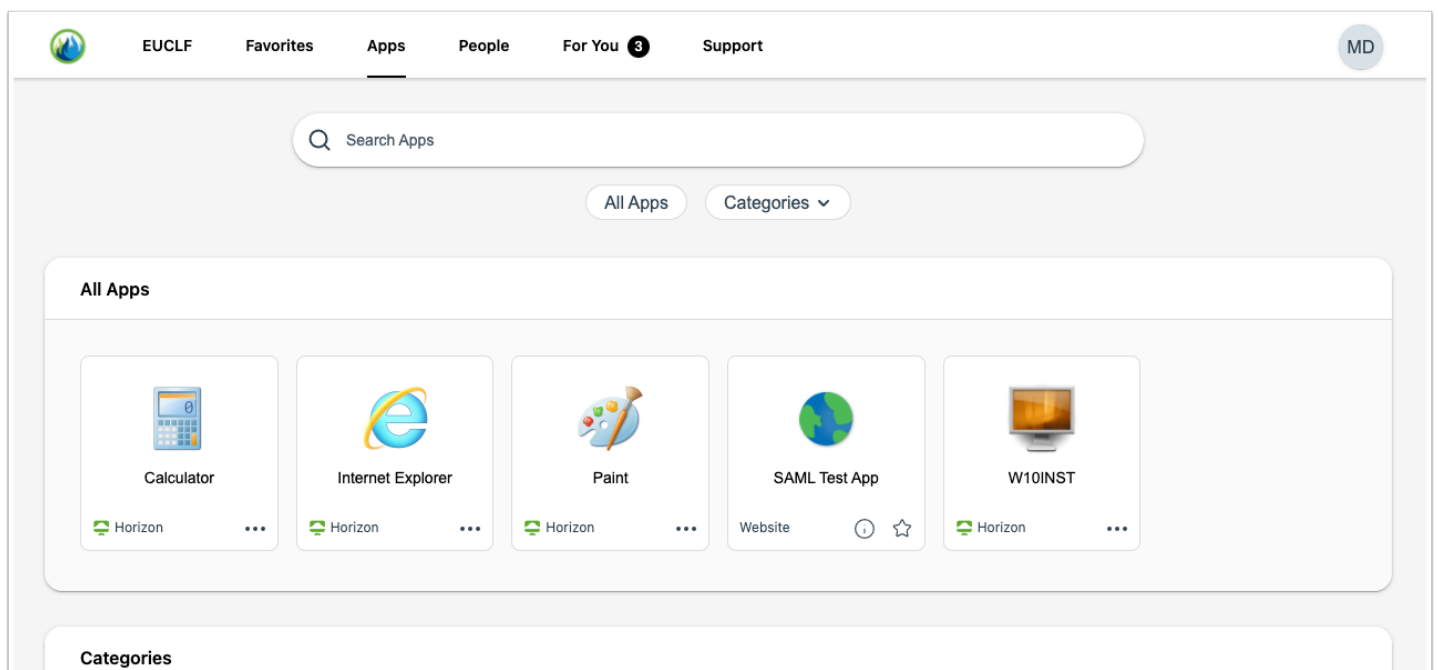 EUCLF Favorites Apps People For You 3 Support MD
Search Apps
All Apps Categories
All Apps
0
Calculator Internet Explorer Paint SAML Test App W10INST
Horizon Horizon Horizon Website Horizon
Categories